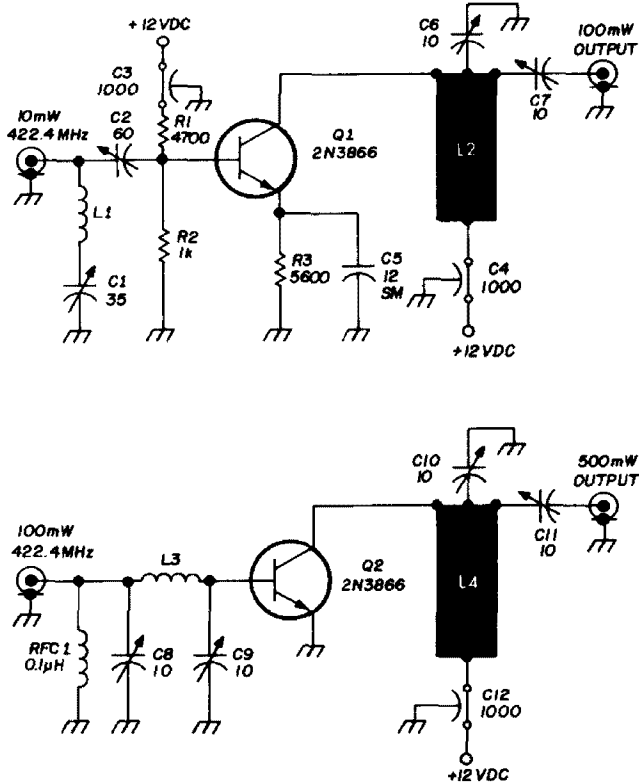 +12VDC
C3
1000
R1
4700
10mW
422.4MHz
C2
60
L1
C1
35
R2
1k
Q1
2N3866
R3
5600
C5
12
SM
C6
10
100mW
OUTPUT
C7
10
L2
C4
1000
+12VDC
100mW
422.4MHz
RFC1
0.1µH
C8
10
L3
C9
10
Q2
2N3866
C10
10
500mW
OUTPUT
C11
10
L4
C12
1000
+12VDC